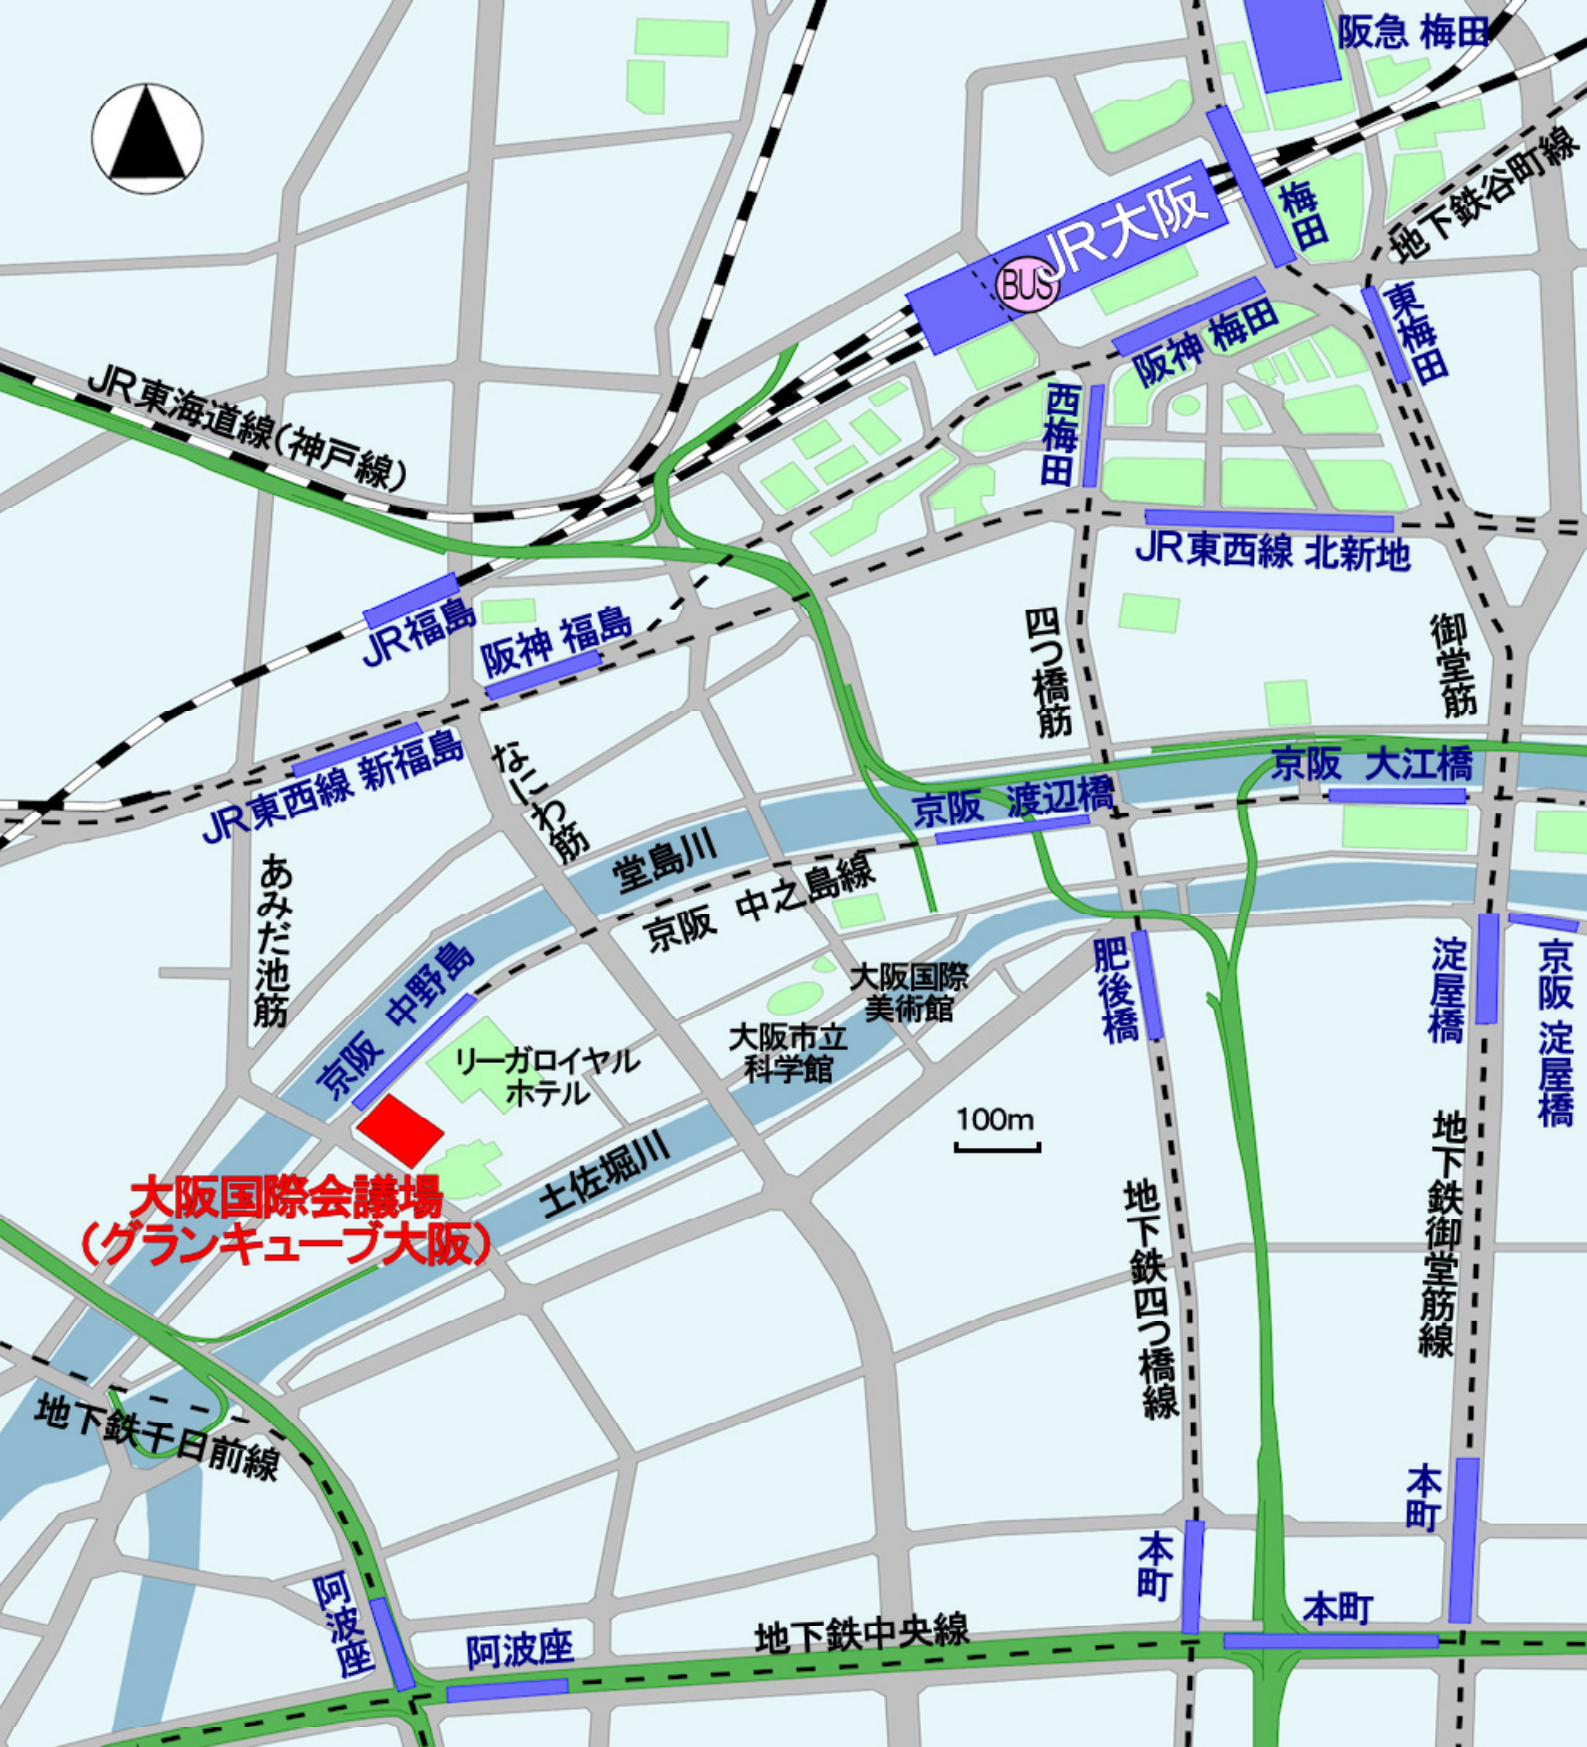 阪急 梅田
地下鉄谷町線
梅田
JR大阪
BUS
東梅田
阪神 梅田
西梅田
JR東海道線(神戸線)
JR東西線 北新地
JR福島
阪神 福島
四つ橋筋
御堂筋
JR東西線 新福島
なにわ筋
京阪 大江橋
京阪 渡辺橋
堂島川
あみだ池筋
京阪 中之島線
京阪 中野島
大阪国際
美術館
肥後橋
淀屋橋
京阪 淀屋橋
大阪市立
科学館
リーガロイヤル
ホテル
100m
土佐堀川
大阪国際会議場
(グランキューブ大阪)
地下鉄四つ橋線
地下鉄御堂筋線
地下鉄千日前線
本町
本町
本町
阿波座
阿波座
地下鉄中央線